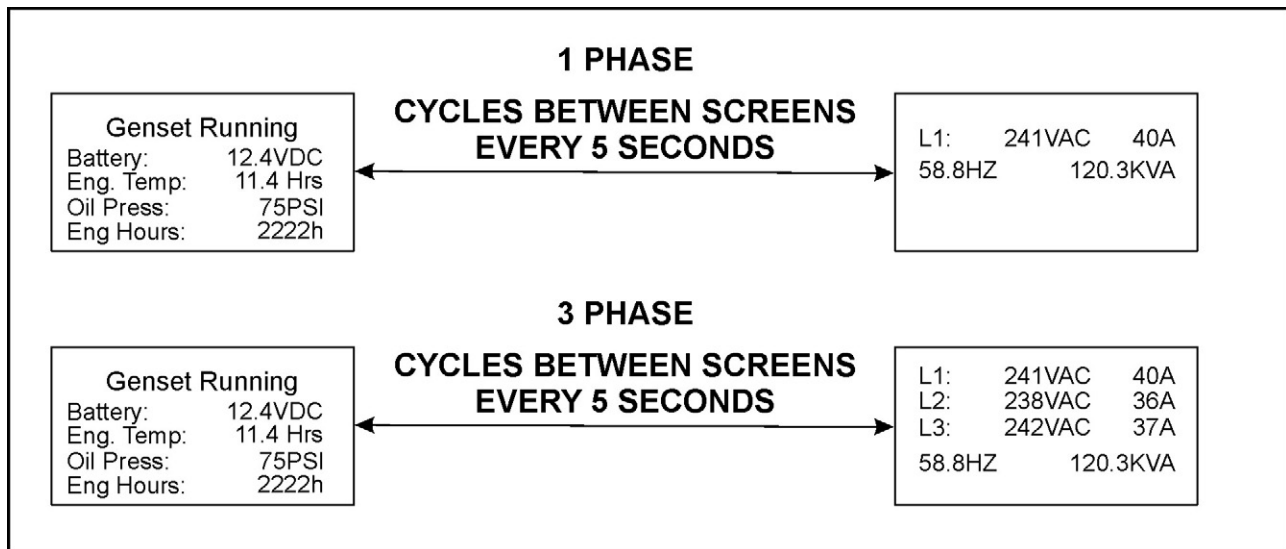 1 PHASE
CYCLES BETWEEN SCREENS
EVERY 5 SECONDS
Genset Running
Battery: 12.4VDC
Eng. Temp: 11.4 Hrs
Oil Press: 75PSI
Eng Hours: 2222h
L1: 241VAC 40A
58.8HZ 120.3KVA
3 PHASE
CYCLES BETWEEN SCREENS
EVERY 5 SECONDS
Genset Running
Battery: 12.4VDC
Eng. Temp: 11.4 Hrs
Oil Press: 75PSI
Eng Hours: 2222h
L1: 241VAC 40A
L2: 238VAC 36A
L3: 242VAC 37A
58.8HZ 120.3KVA